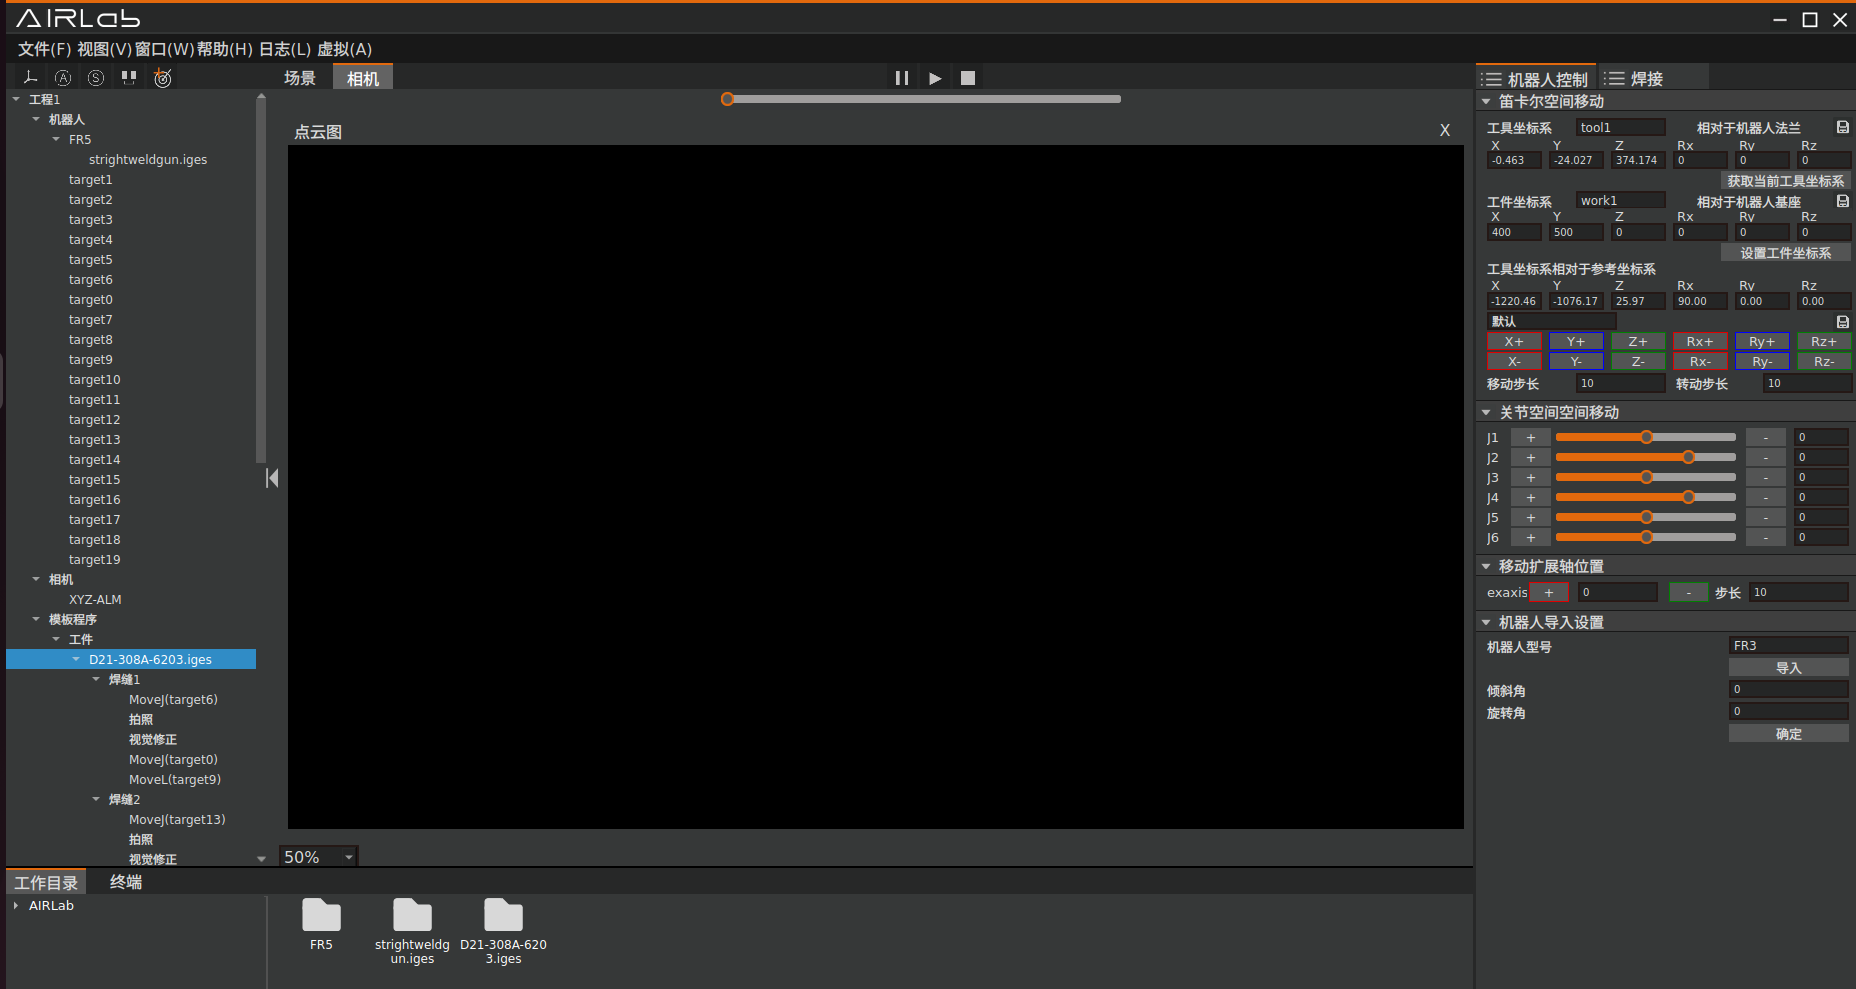 AIRLab
文件(F) 视图(V) 窗口(W) 帮助(H) 日志(L) 虚拟(A)
A S
场景 相机
工程1
机器人
FR5
strightweldgun.iges
target1
target2
target3
target4
target5
target6
target0
target7
target8
target9
target10
target11
target12
target13
target14
target15
target16
target17
target18
target19
相机
XYZ-ALM
模板程序
工件
D21-308A-6203.iges
焊缝1
MoveJ(target6)
拍照
视觉修正
MoveJ(target0)
MoveL(target9)
焊缝2
MoveJ(target13)
拍照
视觉修正
点云图 X
50%
机器人控制 焊接
笛卡尔空间移动
工具坐标系 tool1 相对于机器人法兰
X Y Z Rx Ry Rz
-0.463 -24.027 374.174 0 0 0
获取当前工具坐标系
工件坐标系 work1 相对于机器人基座
X Y Z Rx Ry Rz
400 500 0 0 0 0
设置工件坐标系
工具坐标系相对于参考坐标系
X Y Z Rx Ry Rz
-1220.46 -1076.17 25.97 90.00 0.00 0.00
默认
X+ Y+ Z+ Rx+ Ry+ Rz+
X- Y- Z- Rx- Ry- Rz-
移动步长 10 转动步长 10
关节空间空间移动
J1 + - 0
J2 + - 0
J3 + - 0
J4 + - 0
J5 + - 0
J6 + - 0
移动扩展轴位置
exaxis + 0 - 步长 10
机器人导入设置
机器人型号 FR3
导入
倾斜角 0
旋转角 0
确定
工作目录 终端
AIRLab
FR5
strightweldg
un.iges
D21-308A-620
3.iges